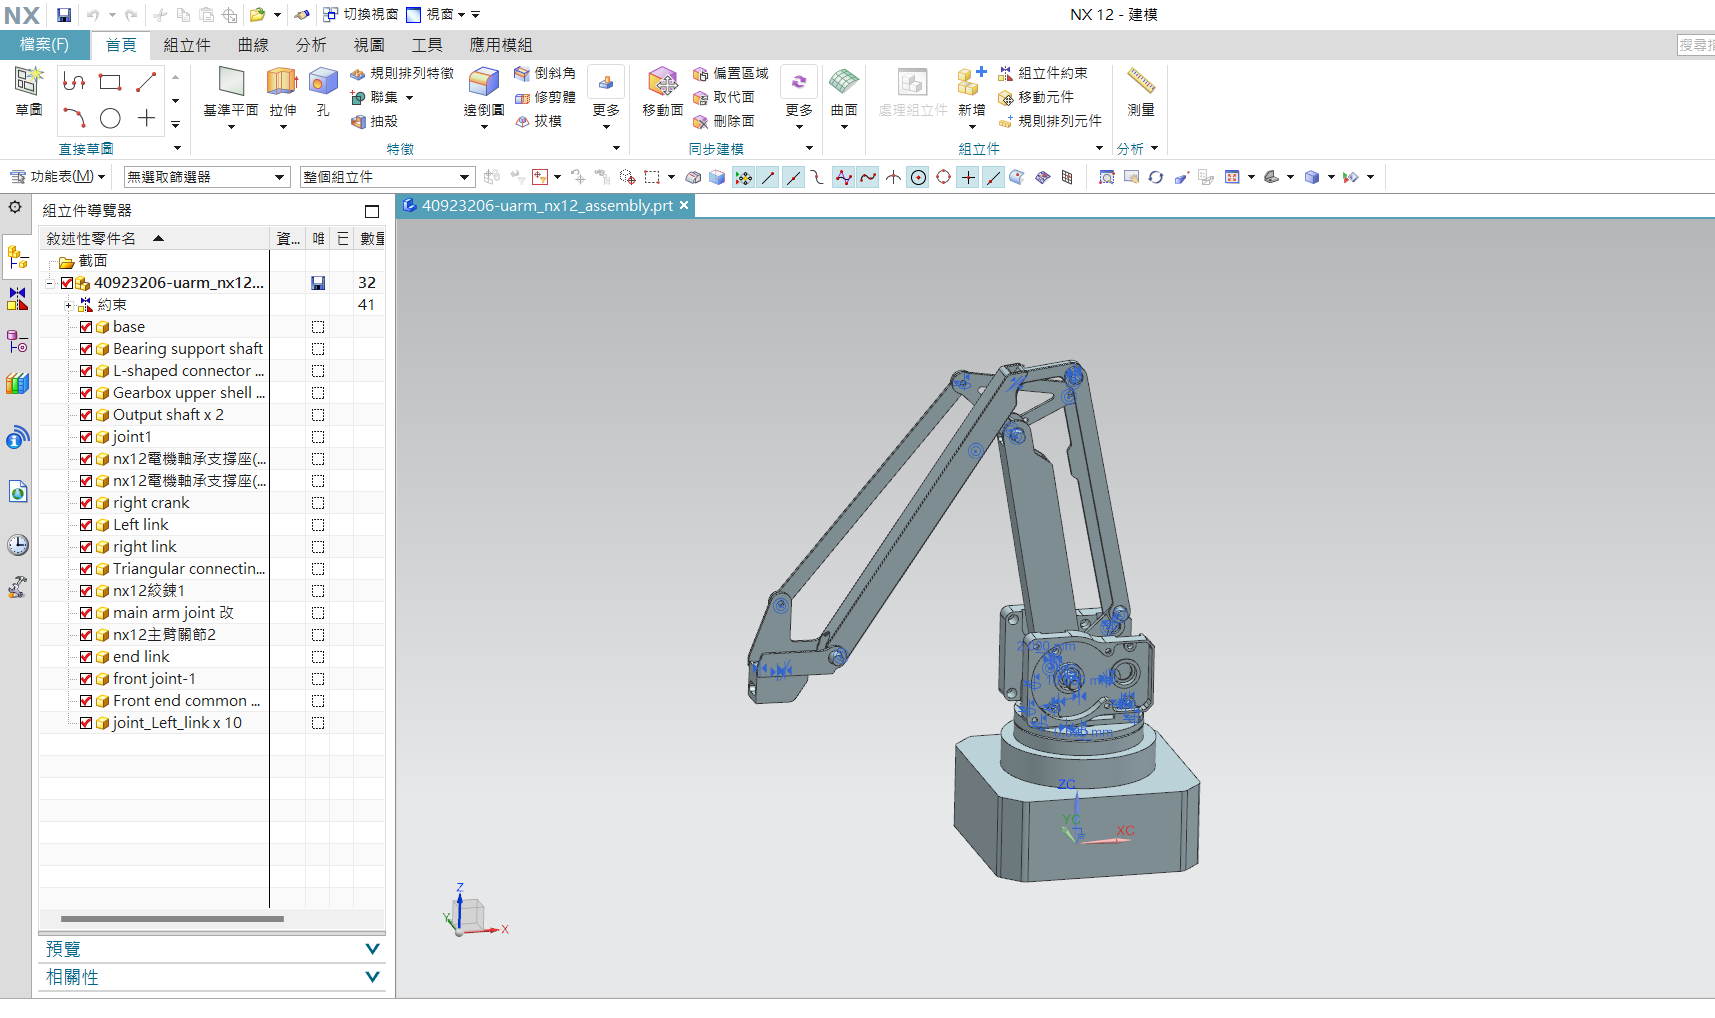 NX 切換視窗 視窗 NX 12 - 建模
檔案(F) 首頁 組立件 曲線 分析 視圖 工具 應用模組 搜尋指
草圖 基準平面 拉伸 孔 規則排列特徵 聯集 抽殼 邊倒圓 倒斜角 修剪體 拔模 更多 移動面 偏置區域 取代面 刪除面 更多 曲面 處理組立件 新增 組立件約束 移動元件 規則排列元件 測量
直接草圖 特徵 同步建模 組立件 分析
功能表(M) 無選取篩選器 整個組立件
組立件導覽器
40923206-uarm_nx12_assembly.prt
敘述性零件名 資... 唯 已 數量
截面
40923206-uarm_nx12... 32
約束 41
base
Bearing support shaft
L-shaped connector ...
Gearbox upper shell ...
Output shaft x 2
joint1
nx12電機軸承支撐座(...
nx12電機軸承支撐座(...
right crank
Left link
right link
Triangular connectin...
nx12絞鍊1
main arm joint 改
nx12主臂關節2
end link
front joint-1
Front end common ...
joint_Left_link x 10
ZC
YC
XC
Z
Y
X
預覽
相關性